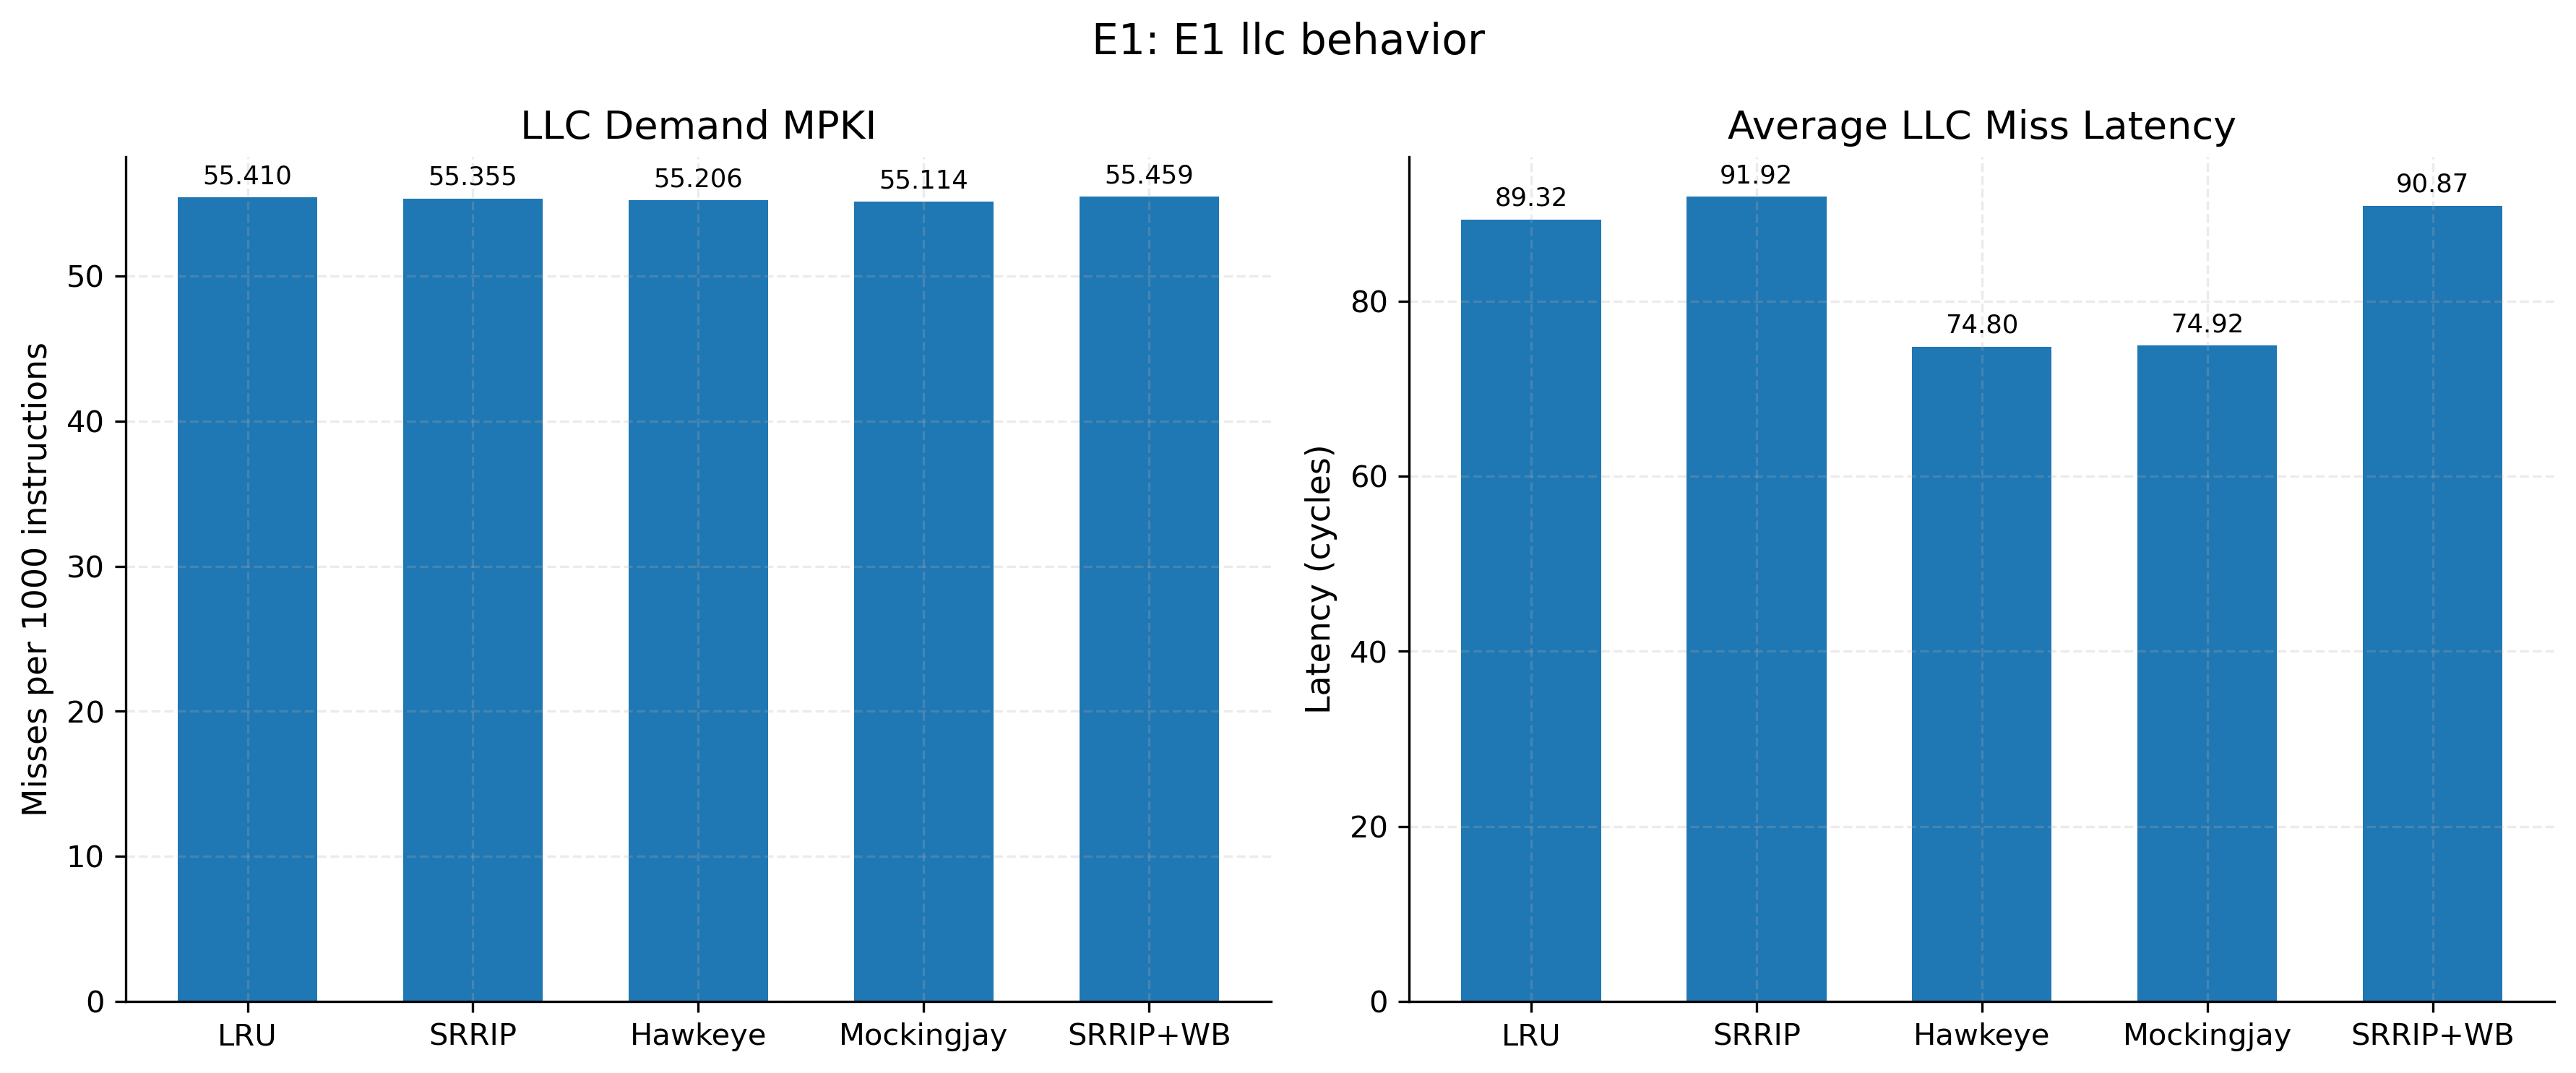 E1: E1 llc behavior
LLC Demand MPKI
Misses per 1000 instructions
50
40
30
20
10
0
55.410
55.355
55.206
55.114
55.459
LRU
SRRIP
Hawkeye
Mockingjay
SRRIP+WB
Average LLC Miss Latency
Latency (cycles)
80
60
40
20
0
89.32
91.92
74.80
74.92
90.87
LRU
SRRIP
Hawkeye
Mockingjay
SRRIP+WB